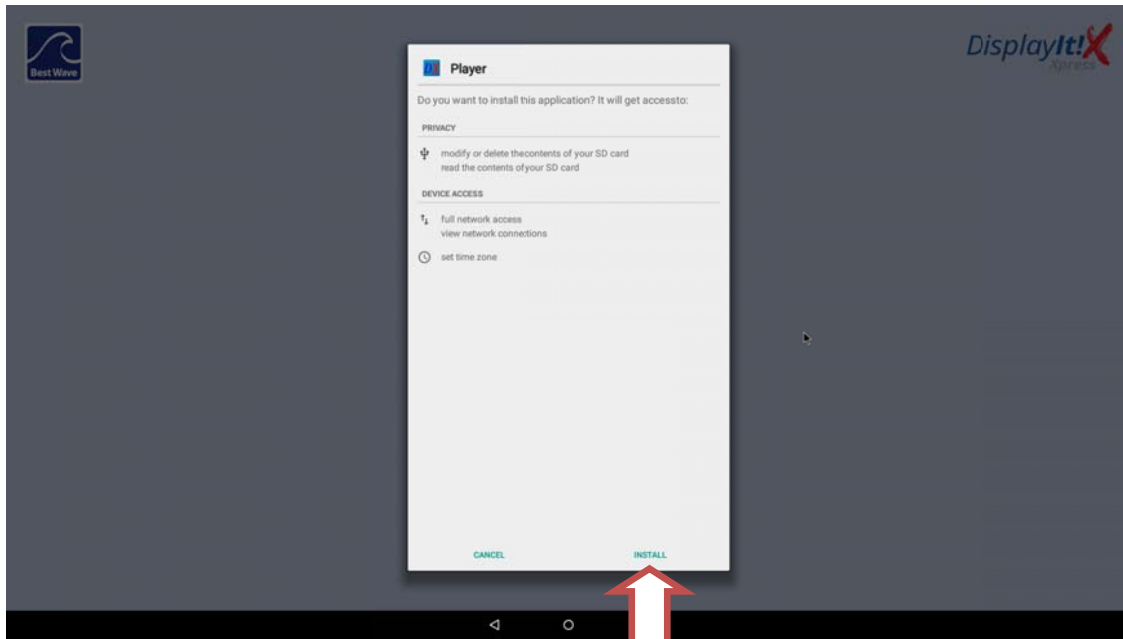 Best Wave
DisplayIt!X
Xpress
Player
Do you want to install this application? It will get accessto:
PRIVACY
modify or delete thecontents of your SD card
read the contents ofyour SD card
DEVICE ACCESS
full network access
view network connections
set time zone
CANCEL INSTALL